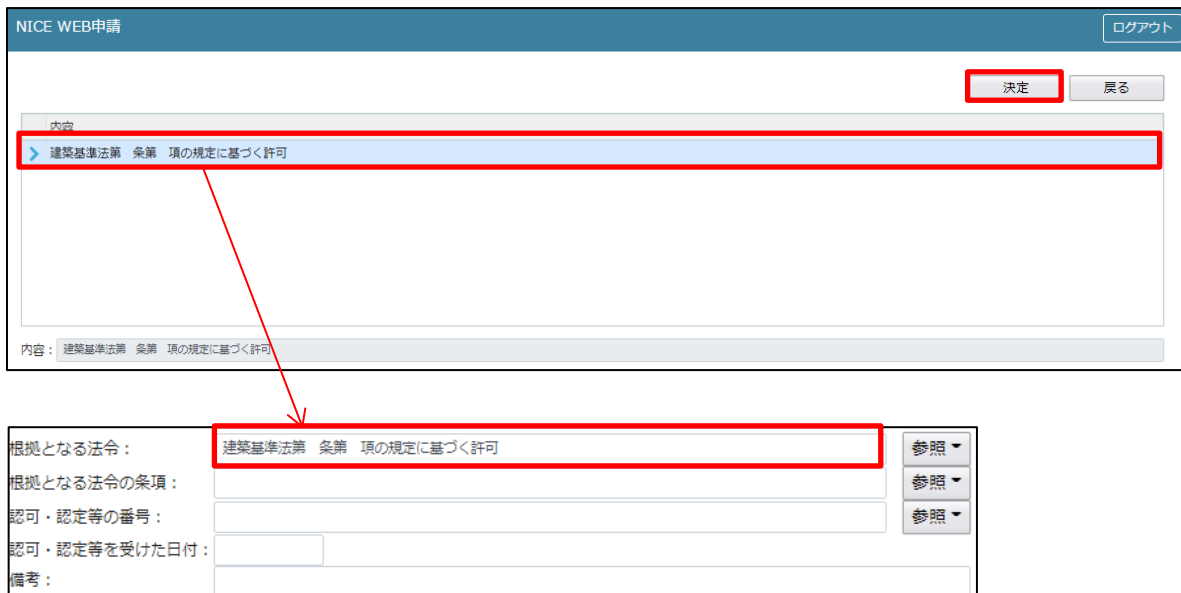 NICE WEB申請 ログアウト
決定 戻る
内容
建築基準法第　条第　項の規定に基づく許可
内容： 建築基準法第　条第　項の規定に基づく許可
根拠となる法令： 建築基準法第　条第　項の規定に基づく許可 参照
根拠となる法令の条項： 参照
認可・認定等の番号： 参照
認可・認定等を受けた日付：
備考：